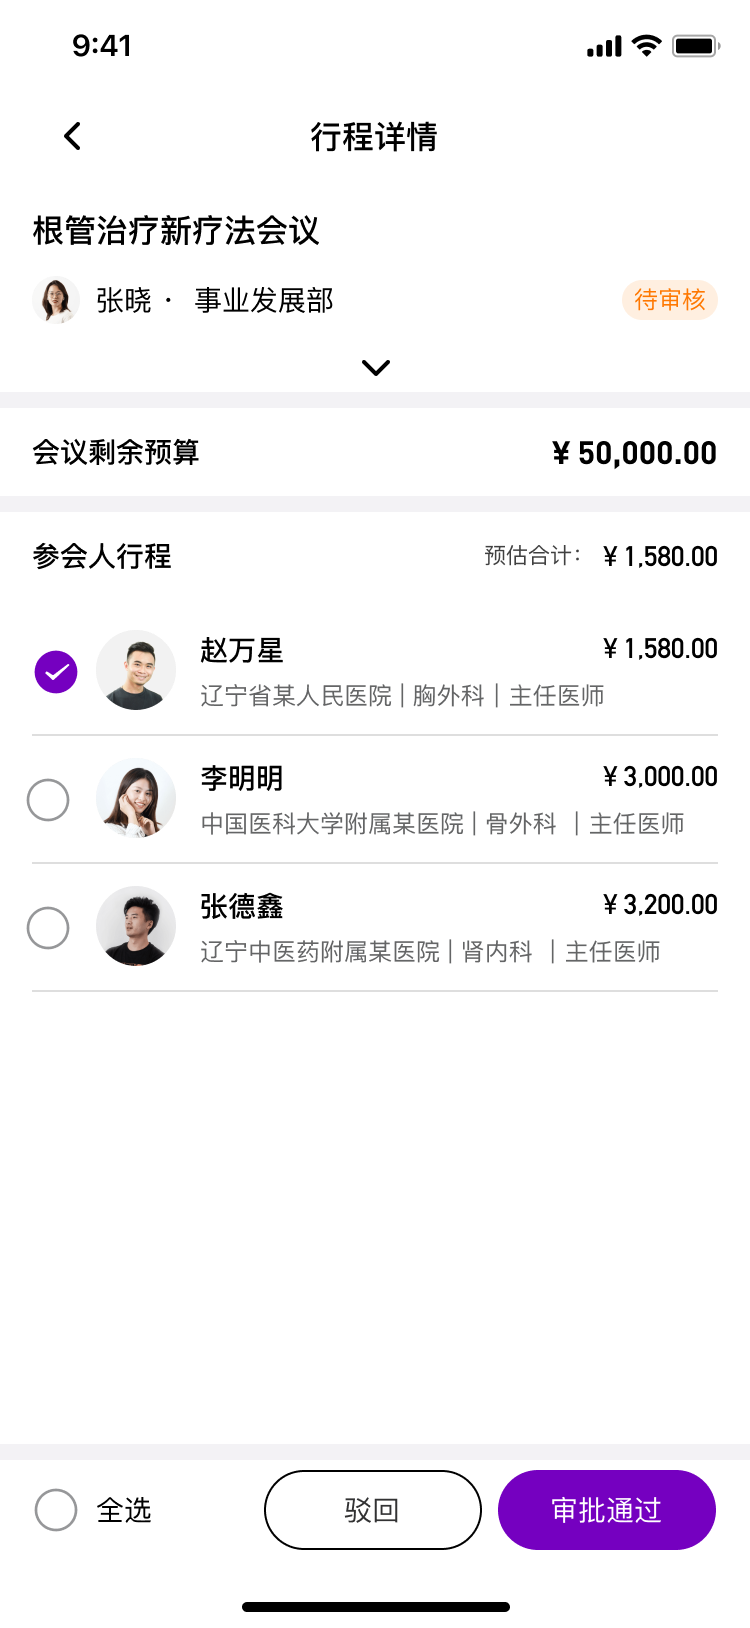 9:41
行程详情
根管治疗新疗法会议
张晓 · 事业发展部
待审核
会议剩余预算
¥ 50,000.00
参会人行程
预估合计： ¥ 1,580.00
赵万星
¥ 1,580.00
辽宁省某人民医院 | 胸外科 | 主任医师
李明明
¥ 3,000.00
中国医科大学附属某医院 | 骨外科 | 主任医师
张德鑫
¥ 3,200.00
辽宁中医药附属某医院 | 肾内科 | 主任医师
全选
驳回
审批通过